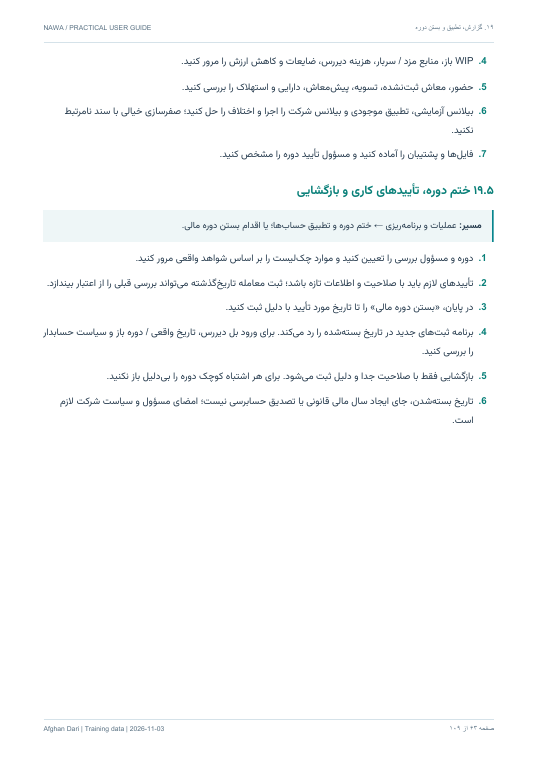 ۱۹. گزارش، تطبیق و بستن دوره
NAWA / PRACTICAL USER GUIDE
4. WIP باز، منابع مزد / سربار، هزینه دیررس، ضایعات و کاهش ارزش را مرور کنید.
5. حضور، معاش ثبت‌نشده، تسویه، پیش‌معاش، دارایی و استهلاک را بررسی کنید.
6. بیلانس آزمایشی، تطبیق موجودی و بیلانس شرکت را اجرا و اختلاف را حل کنید؛ صفرسازی خیالی با سند نامرتبط
نکنید.
7. فایل‌ها و پشتیبان را آماده کنید و مسؤول تأیید دوره را مشخص کنید.
۱۹.۵ ختم دوره، تأییدهای کاری و بازگشایی
مسیر: عملیات و برنامه‌ریزی ← ختم دوره و تطبیق حساب‌ها؛ یا اقدام بستن دوره مالی.
1. دوره و مسؤول بررسی را تعیین کنید و موارد چک‌لیست را بر اساس شواهد واقعی مرور کنید.
2. تأییدهای لازم باید با صلاحیت و اطلاعات تازه باشد؛ ثبت معامله تاریخ‌گذشته می‌تواند بررسی قبلی را از اعتبار بیندازد.
3. در پایان، «بستن دوره مالی» را تا تاریخ مورد تأیید با دلیل ثبت کنید.
4. برنامه ثبت‌های جدید در تاریخ بسته‌شده را رد می‌کند. برای ورود بل دیررس، تاریخ واقعی / دوره باز و سیاست حسابدار
را بررسی کنید.
5. بازگشایی فقط با صلاحیت جدا و دلیل ثبت می‌شود. برای هر اشتباه کوچک دوره را بی‌دلیل باز نکنید.
6. تاریخ بسته‌شدن، جای ایجاد سال مالی قانونی یا تصدیق حسابرسی نیست؛ امضای مسؤول و سیاست شرکت لازم
است.
صفحه ۶۳ از ۱۰۹
Afghan Dari | Training data | 2026-11-03